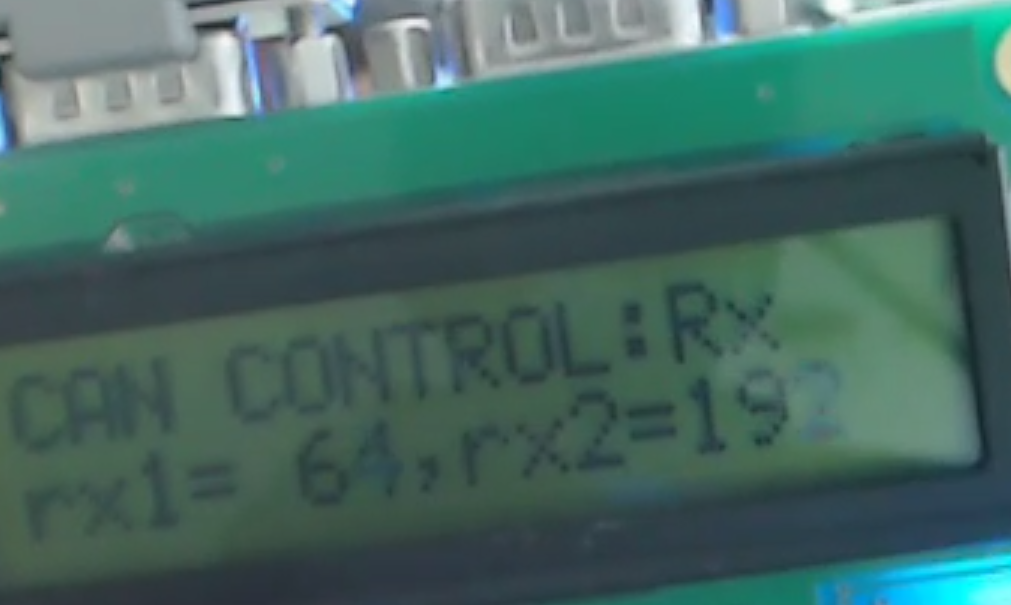 CAN CONTROL:Rx
rx1= 64,rx2=192